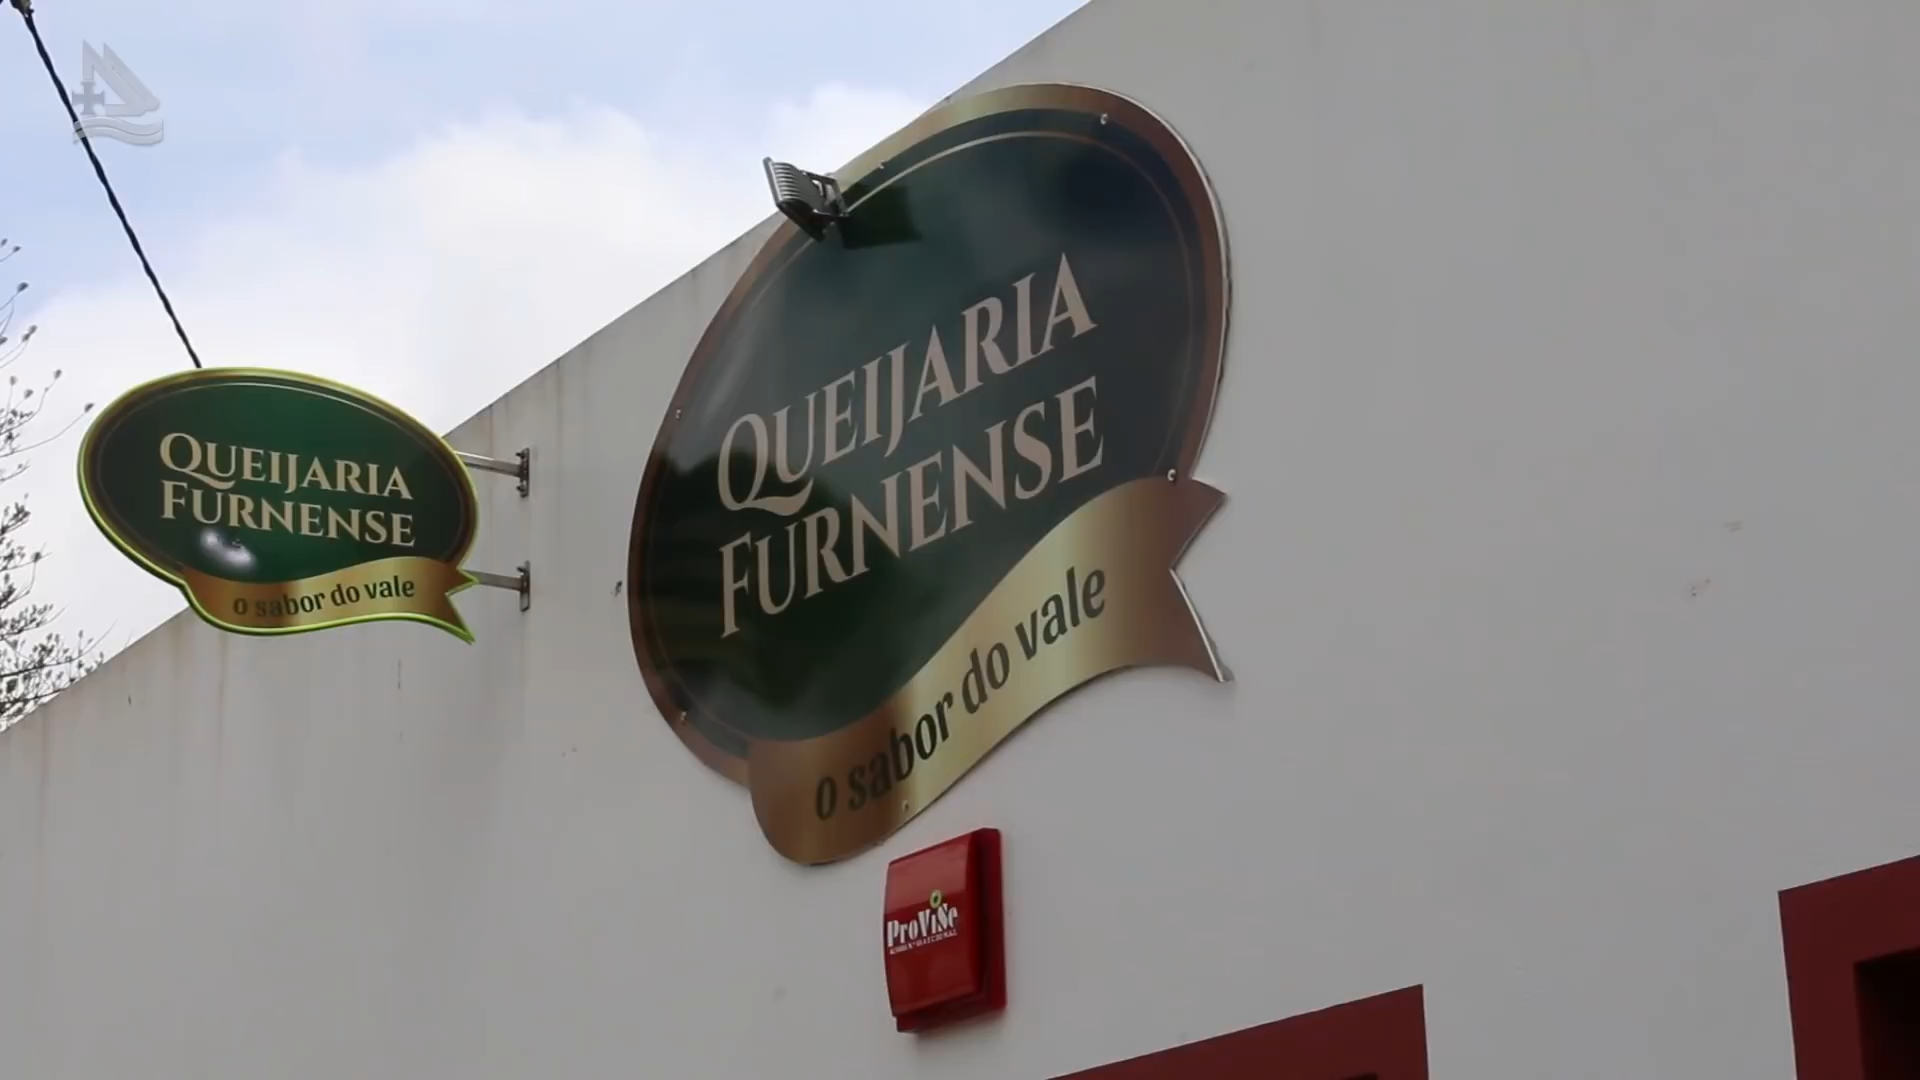 QUEIJARIA
FURNENSE
o sabor do vale
QUEIJARIA
FURNENSE
o sabor do vale
ProViSe